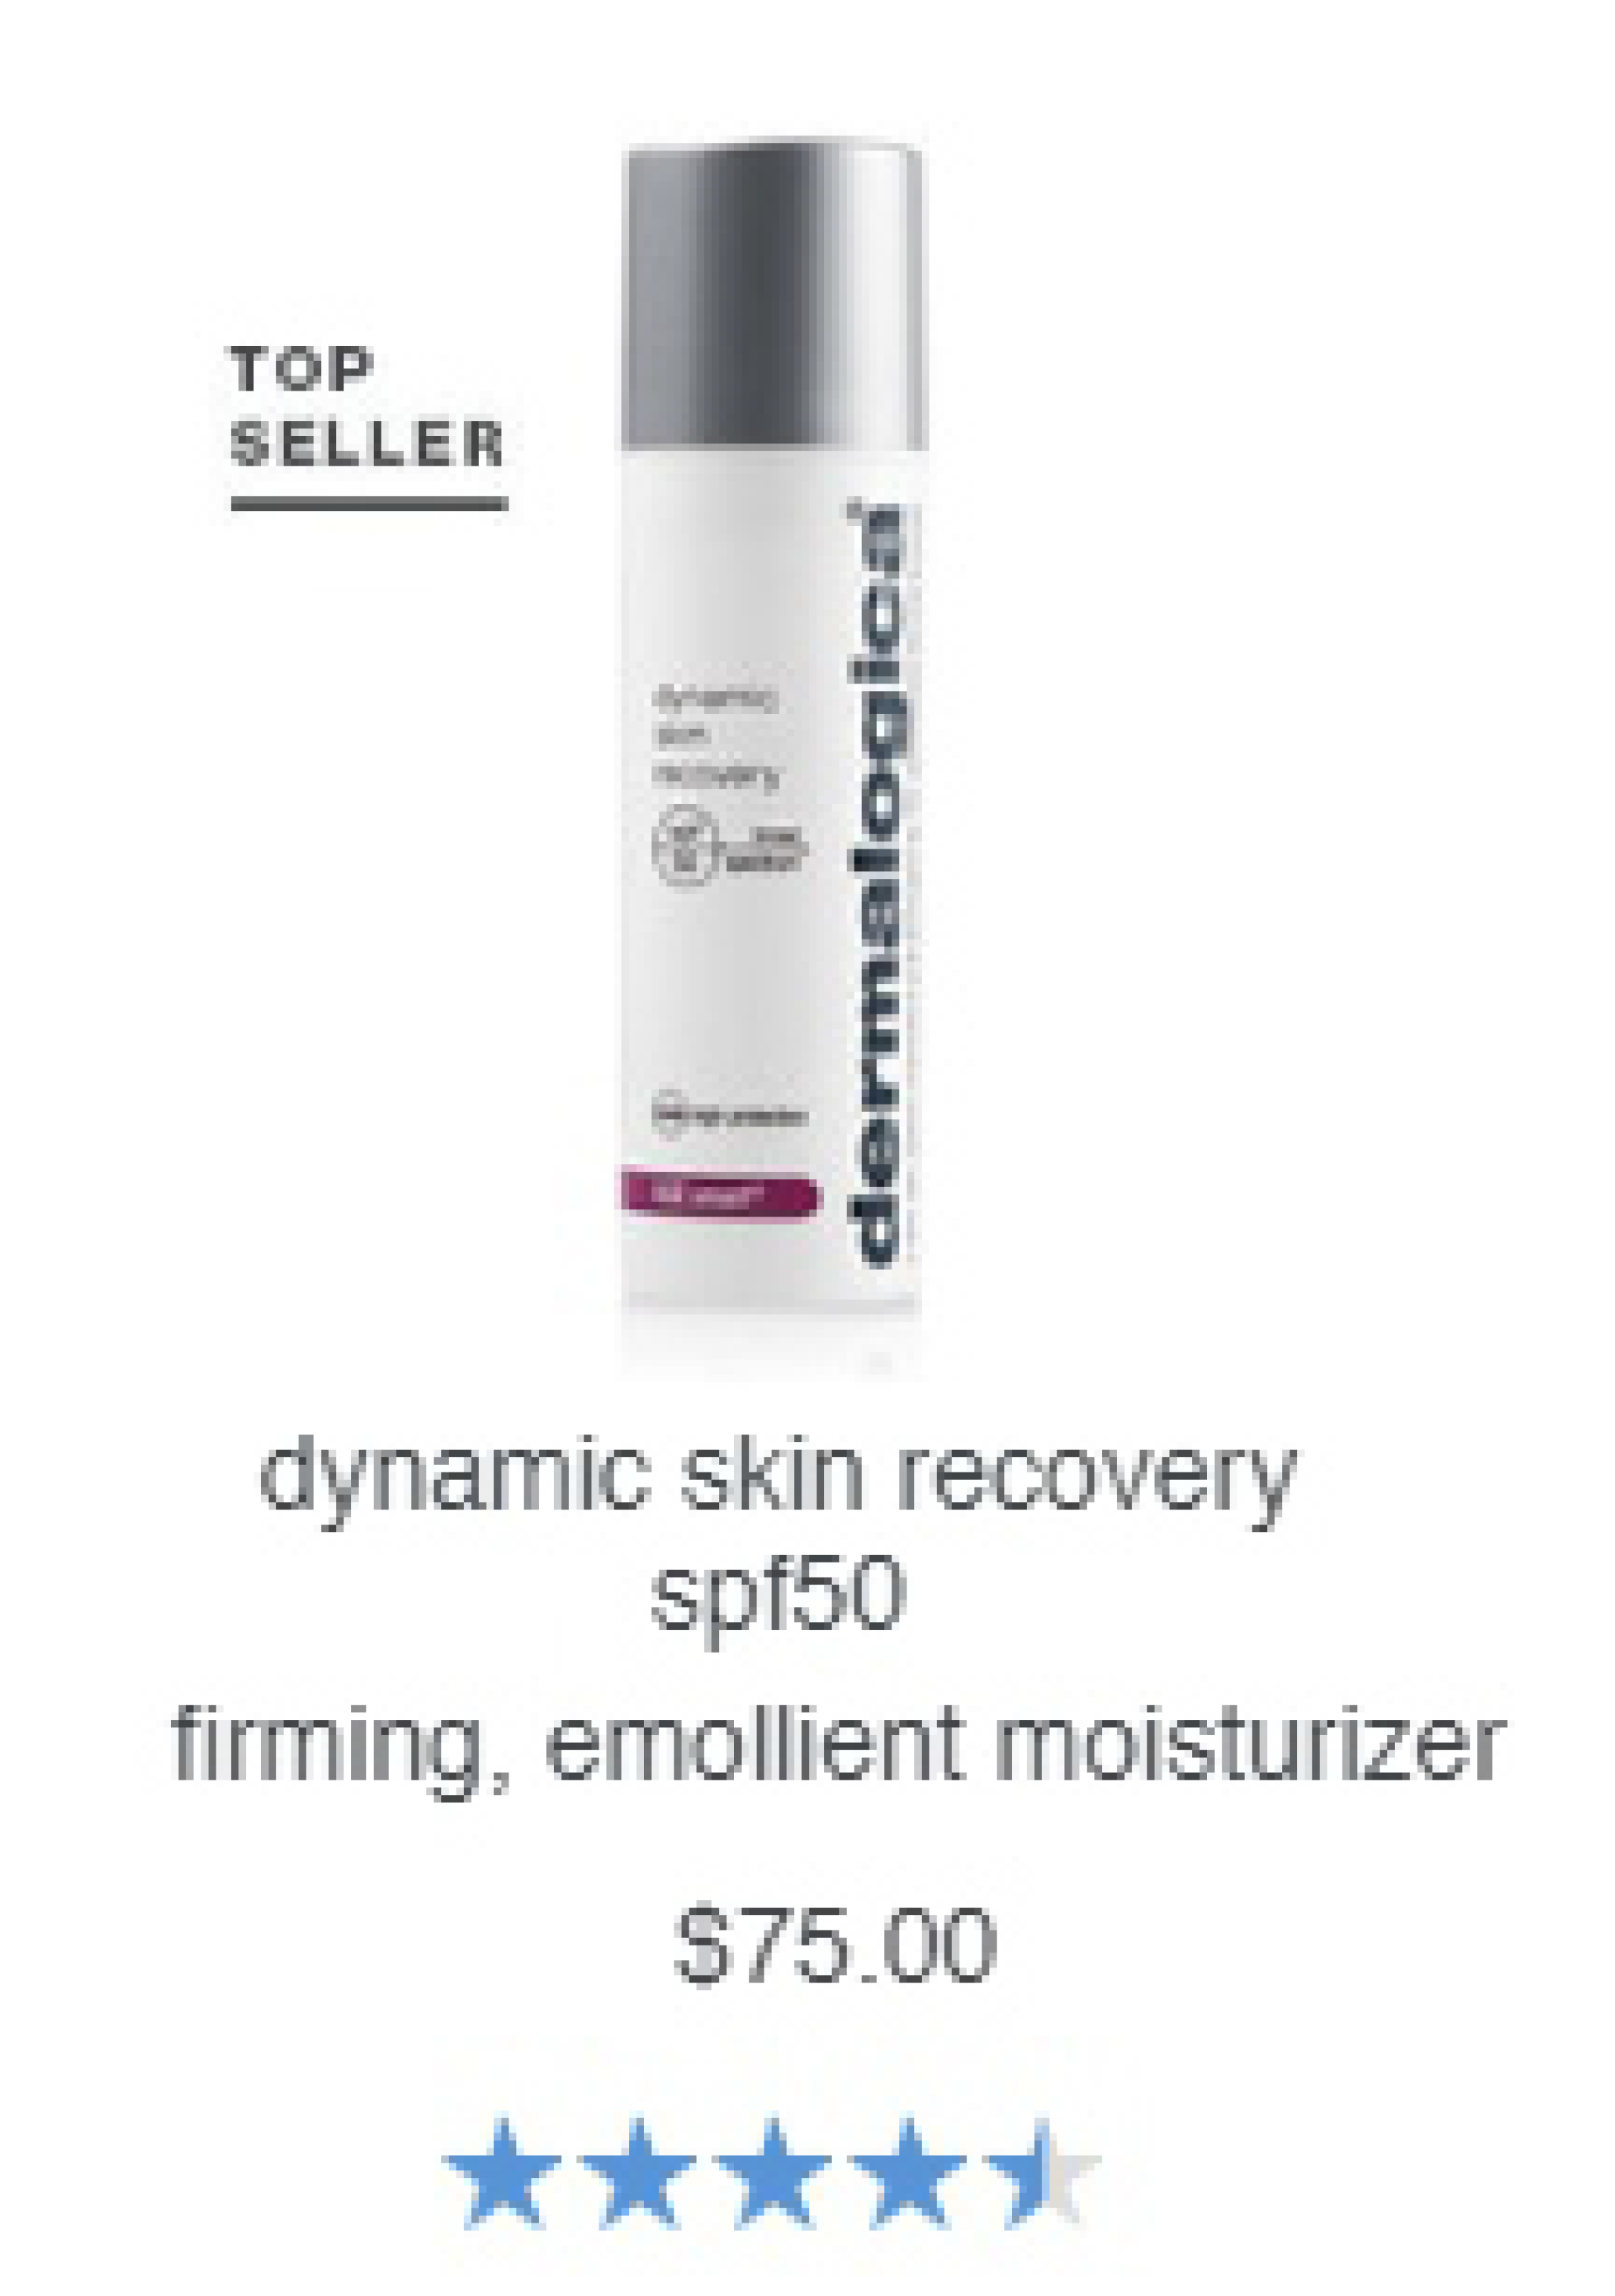 TOP
SELLER
dermalogica
dynamic
skin
recovery
dynamic skin recovery
spf50
firming, emollient moisturizer
$75.00